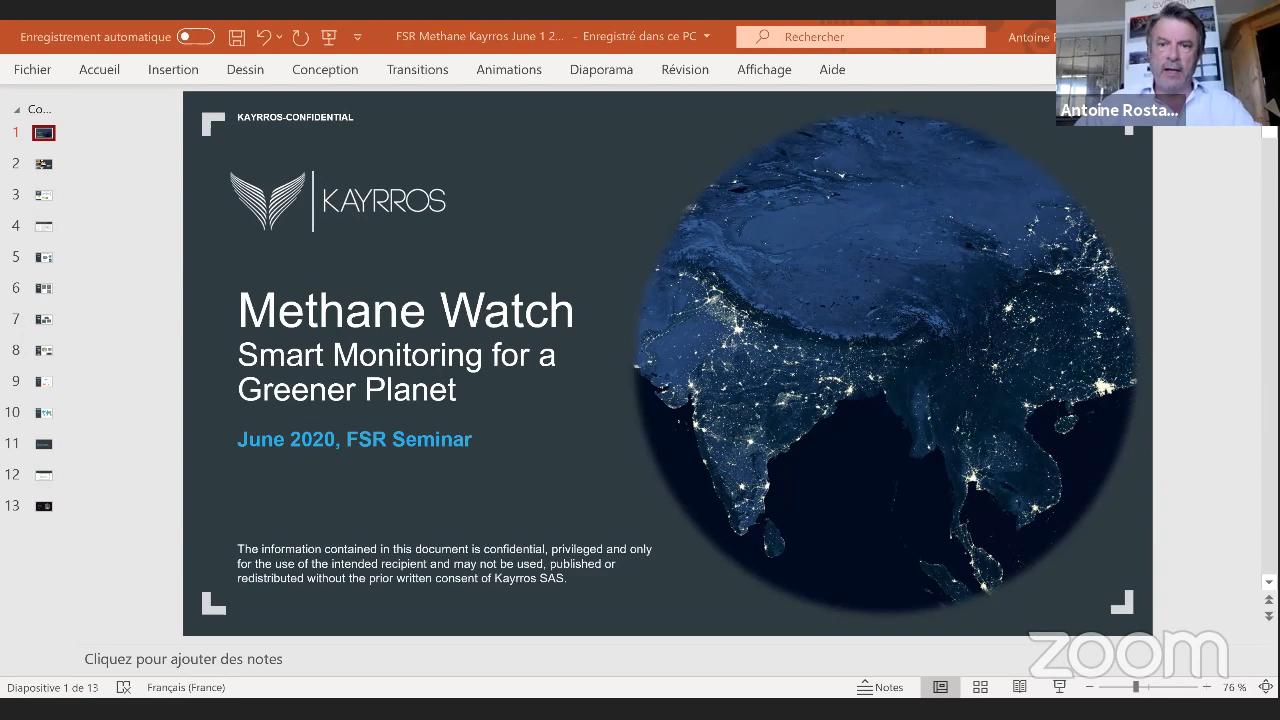 Enregistrement automatique
FSR Methane Kayrros June 1 2... - Enregistré dans ce PC
Rechercher
Antoine
Fichier Accueil Insertion Dessin Conception Transitions Animations Diaporama Révision Affichage Aide
Antoine Rosta...
Co...
1
2
3
4
5
6
7
8
9
10
11
12
13
KAYRROS-CONFIDENTIAL
KAYRROS
Methane Watch
Smart Monitoring for a
Greener Planet
June 2020, FSR Seminar
The information contained in this document is confidential, privileged and only
for the use of the intended recipient and may not be used, published or
redistributed without the prior written consent of Kayrros SAS.
zoom
Cliquez pour ajouter des notes
Diapositive 1 de 13 Français (France) Notes 76 %